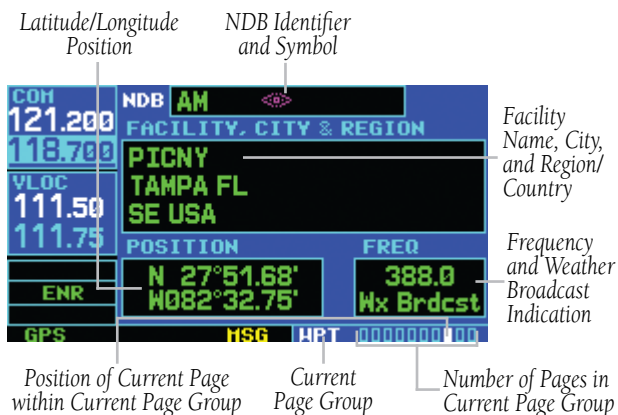 Latitude/Longitude
Position
NDB Identifier
and Symbol
COM
121.200
118.700
VLOC
111.50
111.75
ENR
GPS
NDB AM
FACILITY, CITY & REGION
PICNY
TAMPA FL
SE USA
POSITION
N 27°51.68'
W082°32.75'
FREQ
388.0
Wx Brdcst
MSG
WPT
Facility
Name, City,
and Region/
Country
Frequency
and Weather
Broadcast
Indication
Position of Current Page
within Current Page Group
Current
Page Group
Number of Pages in
Current Page Group